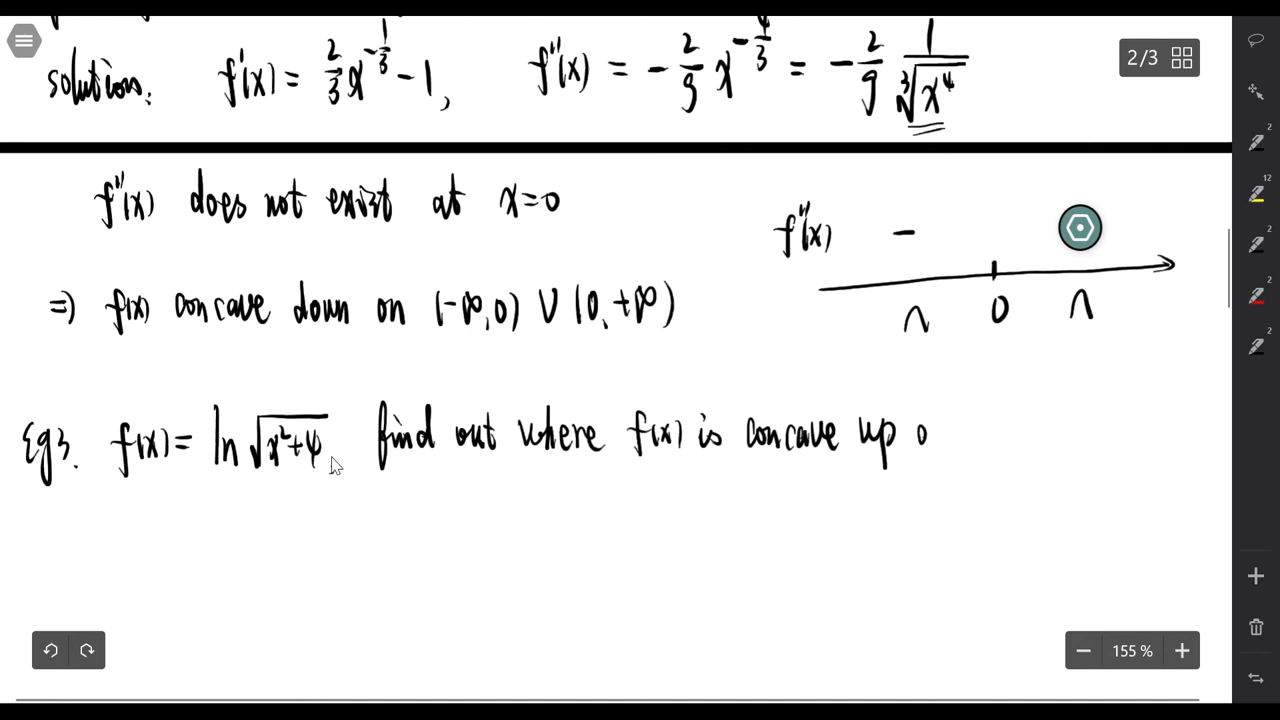 solution: f'(x) = 2/3 x^{-1/3} - 1, f''(x) = - 2/9 x^{-4/3} = - 2/9 1/∛x⁴
2/3
f''(x) does not exist at x=0
f''(x) -
⇒ f(x) concave down on (-∞,0) ∪ (0,+∞)
∩ 0 ∩
Eg3. f(x) = ln √x²+4 find out where f(x) is concave up o
155 %